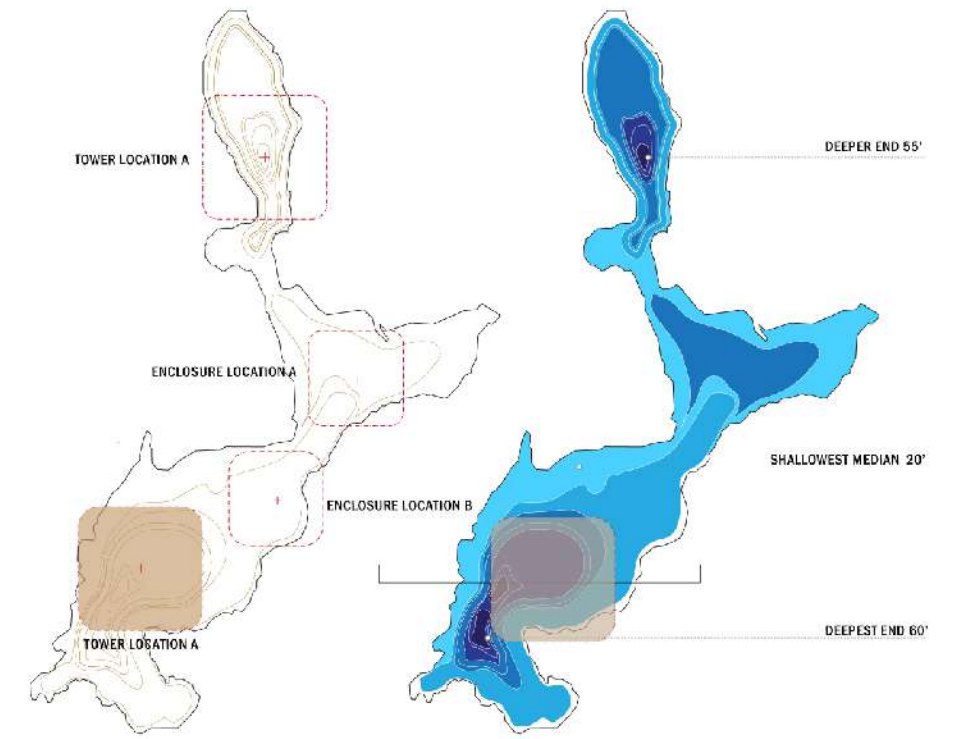 TOWER LOCATION A
DEEPER END 55'
ENCLOSURE LOCATION A
SHALLOWEST MEDIAN 20'
ENCLOSURE LOCATION B
DEEPEST END 60'
TOWER LOCATION A